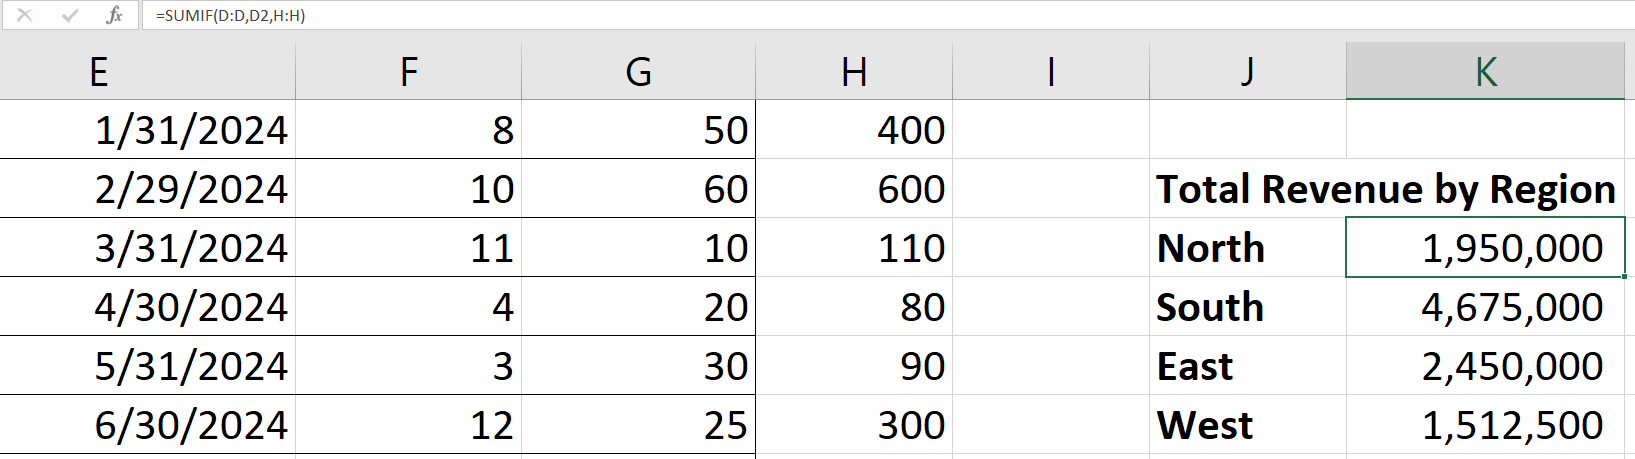 fx =SUMIF(D:D,D2,H:H)
E F G H I J K
1/31/2024 8 50 400
2/29/2024 10 60 600 Total Revenue by Region
3/31/2024 11 10 110 North 1,950,000
4/30/2024 4 20 80 South 4,675,000
5/31/2024 3 30 90 East 2,450,000
6/30/2024 12 25 300 West 1,512,500